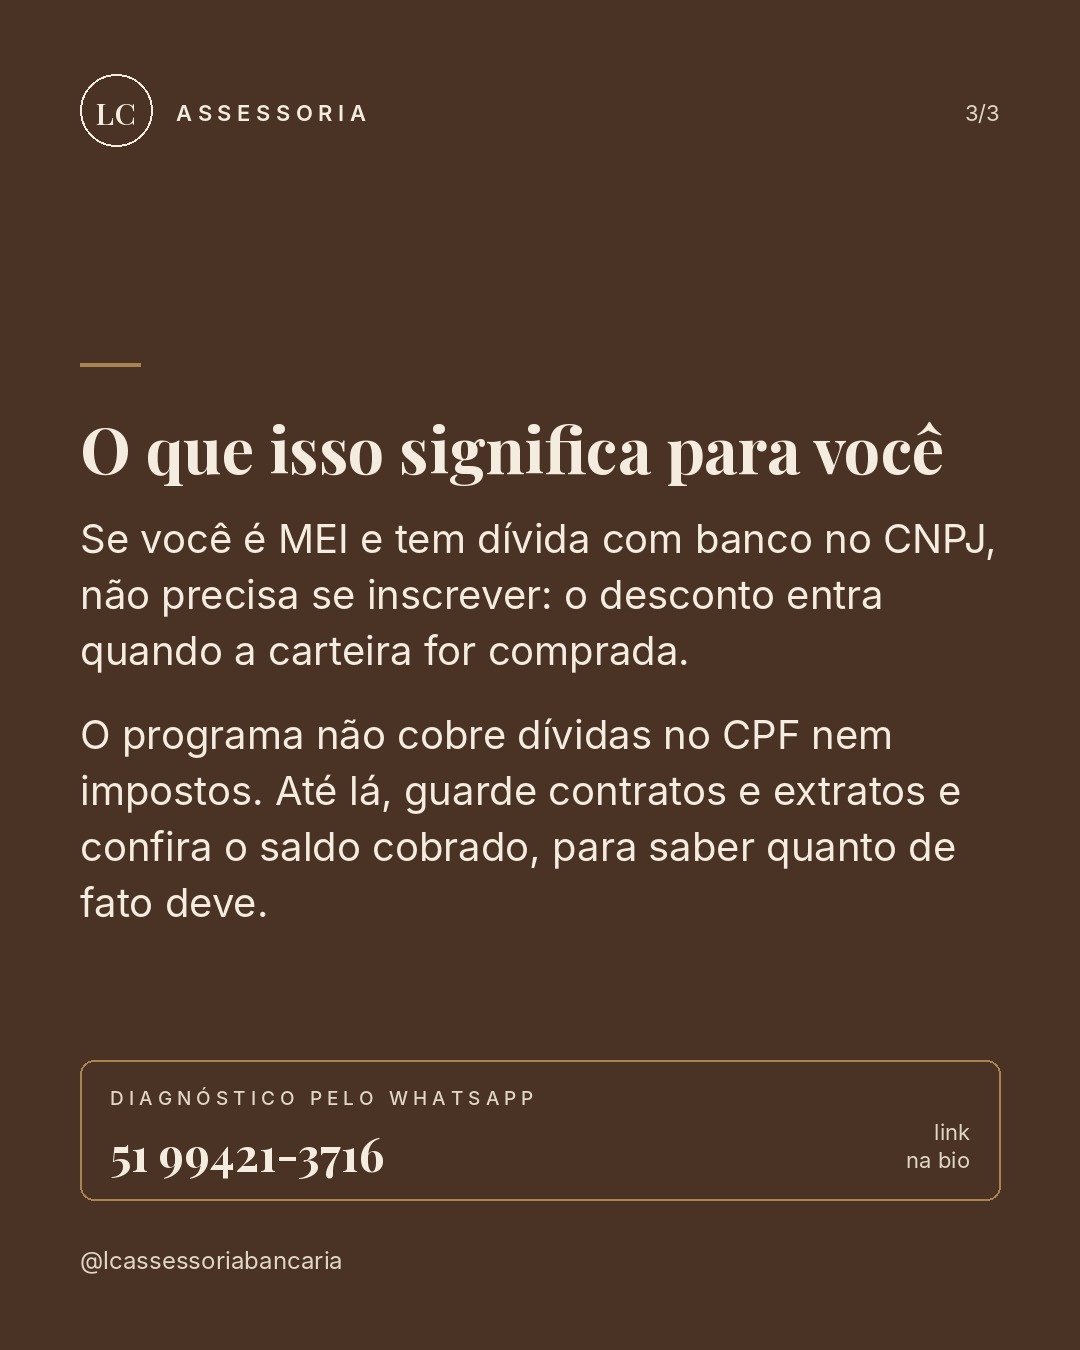 LC ASSESSORIA
3/3
O que isso significa para você
Se você é MEI e tem dívida com banco no CNPJ,
não precisa se inscrever: o desconto entra
quando a carteira for comprada.
O programa não cobre dívidas no CPF nem
impostos. Até lá, guarde contratos e extratos e
confira o saldo cobrado, para saber quanto de
fato deve.
DIAGNÓSTICO PELO WHATSAPP
51 99421-3716
link
na bio
@lcassessoriabancaria